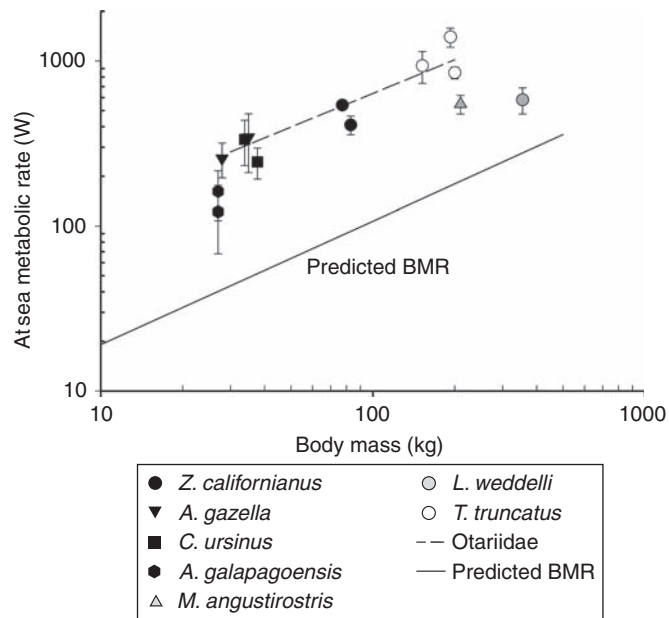 1000
100
10
At sea metabolic rate (W)
Predicted BMR
10
100
1000
Body mass (kg)
Z. californianus
A. gazella
C. ursinus
A. galapagoensis
M. angustirostris
L. weddelli
T. truncatus
Otariidae
Predicted BMR